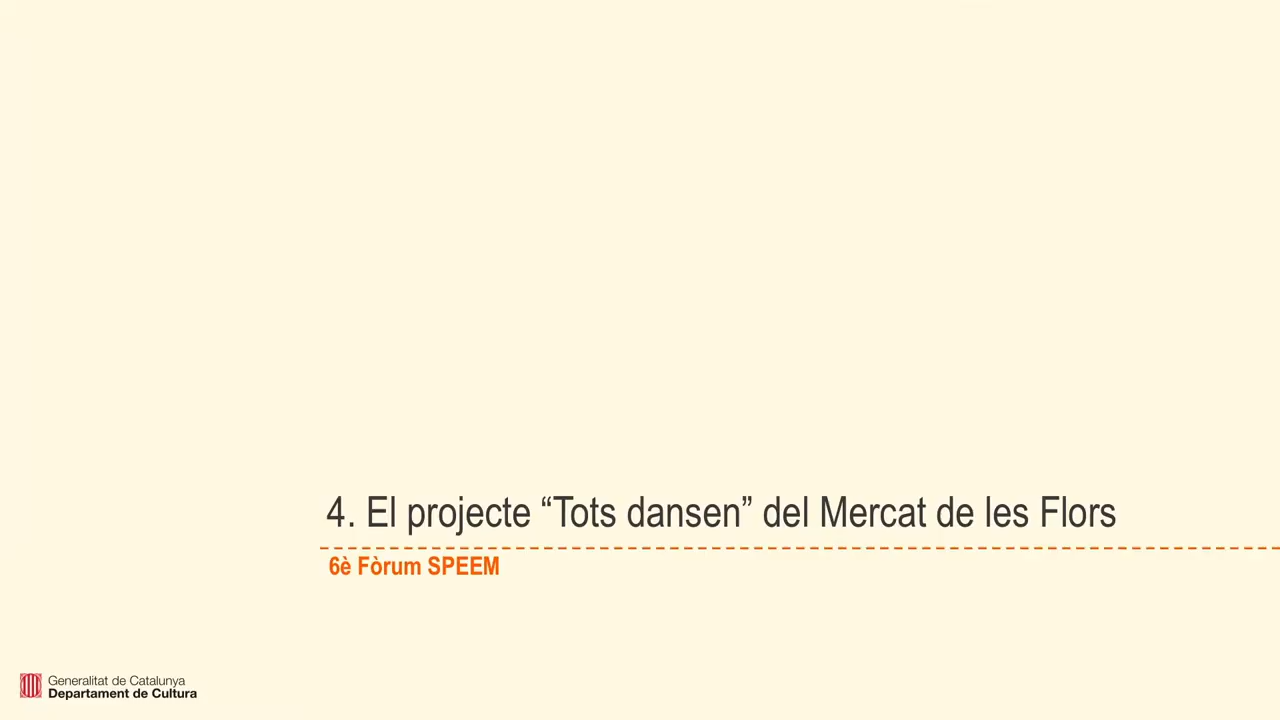 4. El projecte “Tots dansen” del Mercat de les Flors
6è Fòrum SPEEM
Generalitat de Catalunya
Departament de Cultura